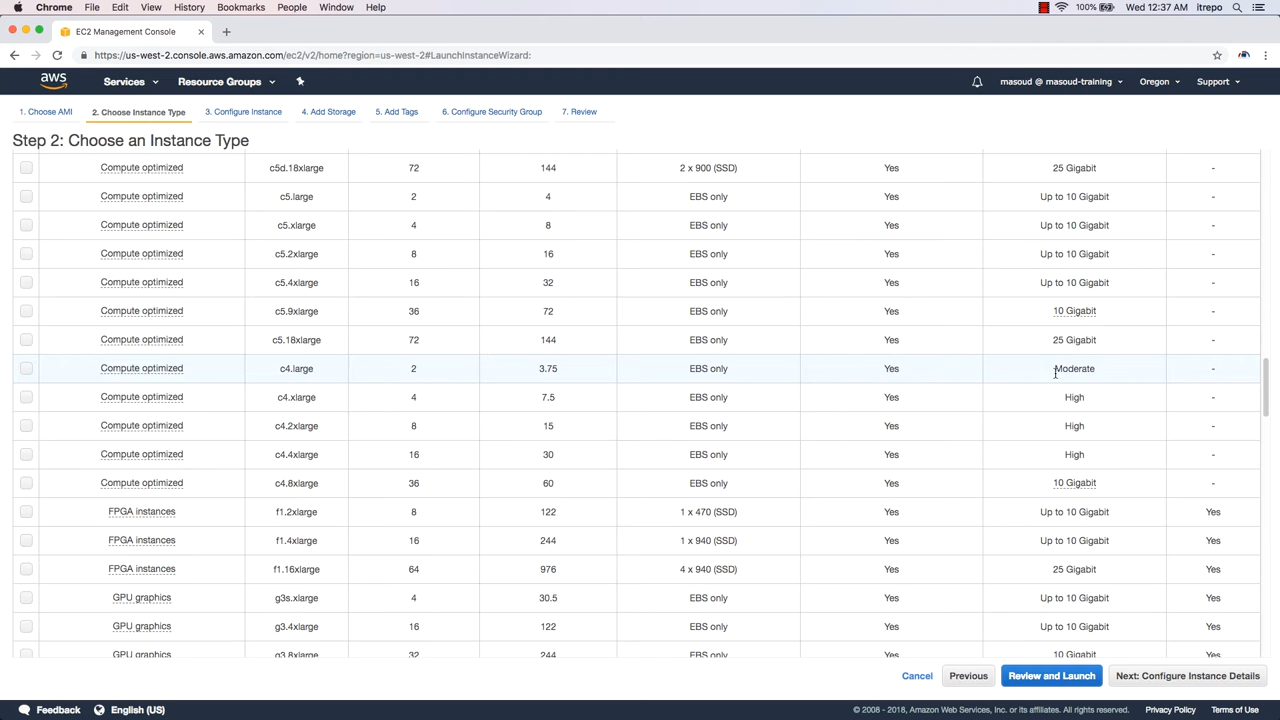 Chrome File Edit View History Bookmarks People Window Help 100% Wed 12:37 AM itrepo
EC2 Management Console
https://us-west-2.console.aws.amazon.com/ec2/v2/home?region=us-west-2#LaunchInstanceWizard:
aws Services Resource Groups masoud @ masoud-training Oregon Support
1. Choose AMI 2. Choose Instance Type 3. Configure Instance 4. Add Storage 5. Add Tags 6. Configure Security Group 7. Review
Step 2: Choose an Instance Type
Compute optimized c5d.18xlarge 72 144 2 x 900 (SSD) Yes 25 Gigabit -
Compute optimized c5.large 2 4 EBS only Yes Up to 10 Gigabit -
Compute optimized c5.xlarge 4 8 EBS only Yes Up to 10 Gigabit -
Compute optimized c5.2xlarge 8 16 EBS only Yes Up to 10 Gigabit -
Compute optimized c5.4xlarge 16 32 EBS only Yes Up to 10 Gigabit -
Compute optimized c5.9xlarge 36 72 EBS only Yes 10 Gigabit -
Compute optimized c5.18xlarge 72 144 EBS only Yes 25 Gigabit -
Compute optimized c4.large 2 3.75 EBS only Yes Moderate -
Compute optimized c4.xlarge 4 7.5 EBS only Yes High -
Compute optimized c4.2xlarge 8 15 EBS only Yes High -
Compute optimized c4.4xlarge 16 30 EBS only Yes High -
Compute optimized c4.8xlarge 36 60 EBS only Yes 10 Gigabit -
FPGA instances f1.2xlarge 8 122 1 x 470 (SSD) Yes Up to 10 Gigabit Yes
FPGA instances f1.4xlarge 16 244 1 x 940 (SSD) Yes Up to 10 Gigabit Yes
FPGA instances f1.16xlarge 64 976 4 x 940 (SSD) Yes 25 Gigabit Yes
GPU graphics g3s.xlarge 4 30.5 EBS only Yes Up to 10 Gigabit Yes
GPU graphics g3.4xlarge 16 122 EBS only Yes Up to 10 Gigabit Yes
GPU graphics g3.8xlarge 32 244 EBS only Yes 10 Gigabit Yes
Cancel Previous Review and Launch Next: Configure Instance Details
Feedback English (US) © 2008 - 2018, Amazon Web Services, Inc. or its affiliates. All rights reserved. Privacy Policy Terms of Use